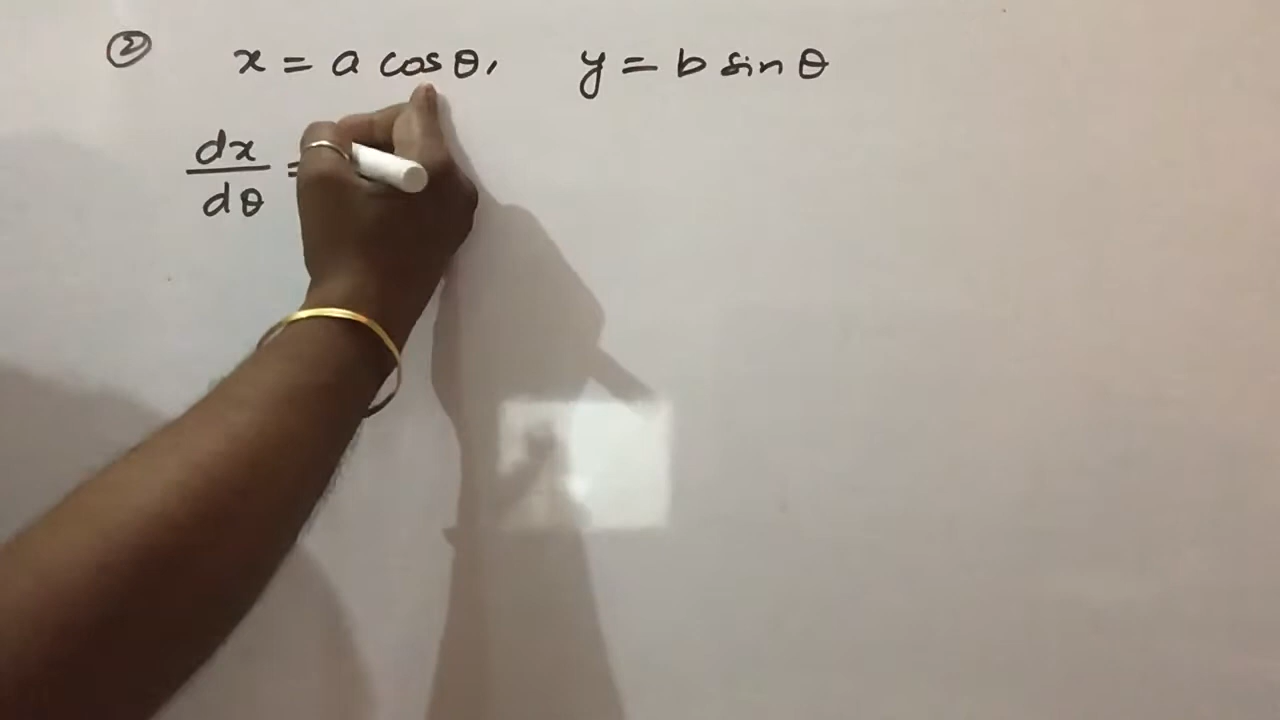 ② x = a cosθ, y = b sinθ
dx/dθ =